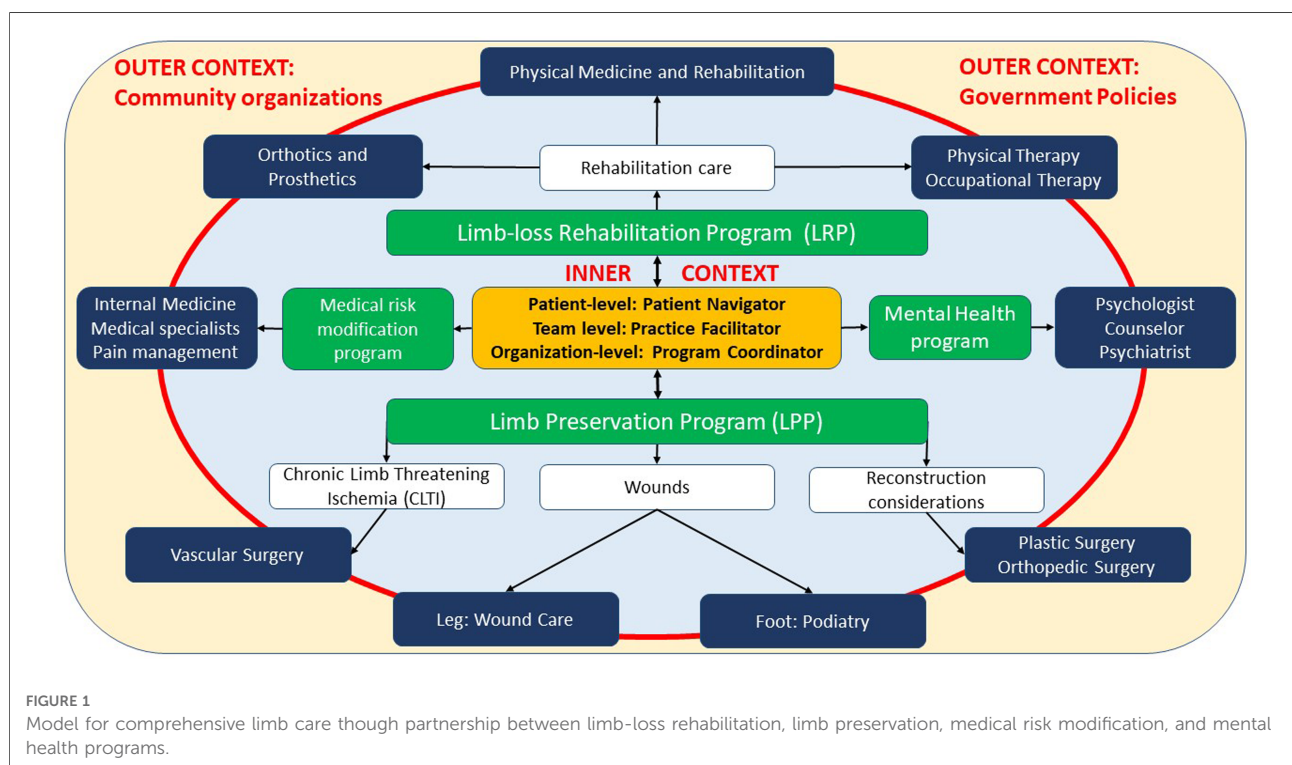 OUTER CONTEXT:
Community organizations
Physical Medicine and Rehabilitation
OUTER CONTEXT:
Government Policies
Orthotics and
Prosthetics
Rehabilitation care
Physical Therapy
Occupational Therapy
Limb-loss Rehabilitation Program (LRP)
INNER CONTEXT
Internal Medicine
Medical specialists
Pain management
Medical risk
modification
program
Patient-level: Patient Navigator
Team level: Practice Facilitator
Organization-level: Program Coordinator
Mental Health
program
Psychologist
Counselor
Psychiatrist
Limb Preservation Program (LPP)
Chronic Limb Threatening
Ischemia (CLTI)
Wounds
Reconstruction
considerations
Vascular Surgery
Plastic Surgery
Orthopedic Surgery
Leg: Wound Care
Foot: Podiatry
FIGURE 1
Model for comprehensive limb care though partnership between limb-loss rehabilitation, limb preservation, medical risk modification, and mental
health programs.